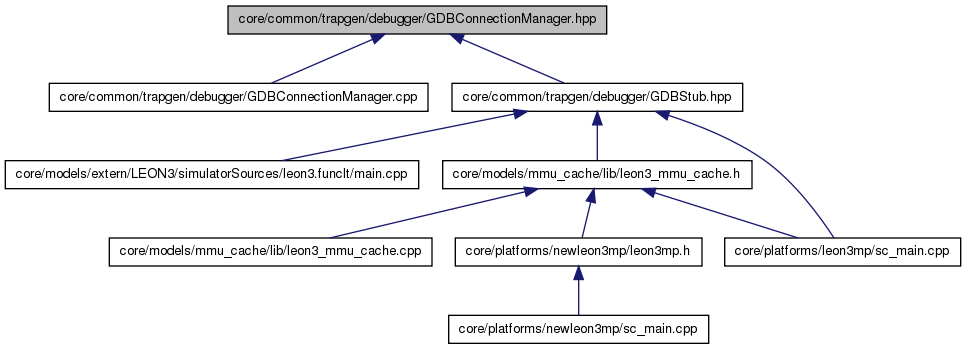 core/common/trapgen/debugger/GDBConnectionManager.hpp
core/common/trapgen/debugger/GDBConnectionManager.cpp
core/common/trapgen/debugger/GDBStub.hpp
core/models/extern/LEON3/simulatorSources/leon3.funclt/main.cpp
core/models/mmu_cache/lib/leon3_mmu_cache.h
core/models/mmu_cache/lib/leon3_mmu_cache.cpp
core/platforms/newleon3mp/leon3mp.h
core/platforms/leon3mp/sc_main.cpp
core/platforms/newleon3mp/sc_main.cpp